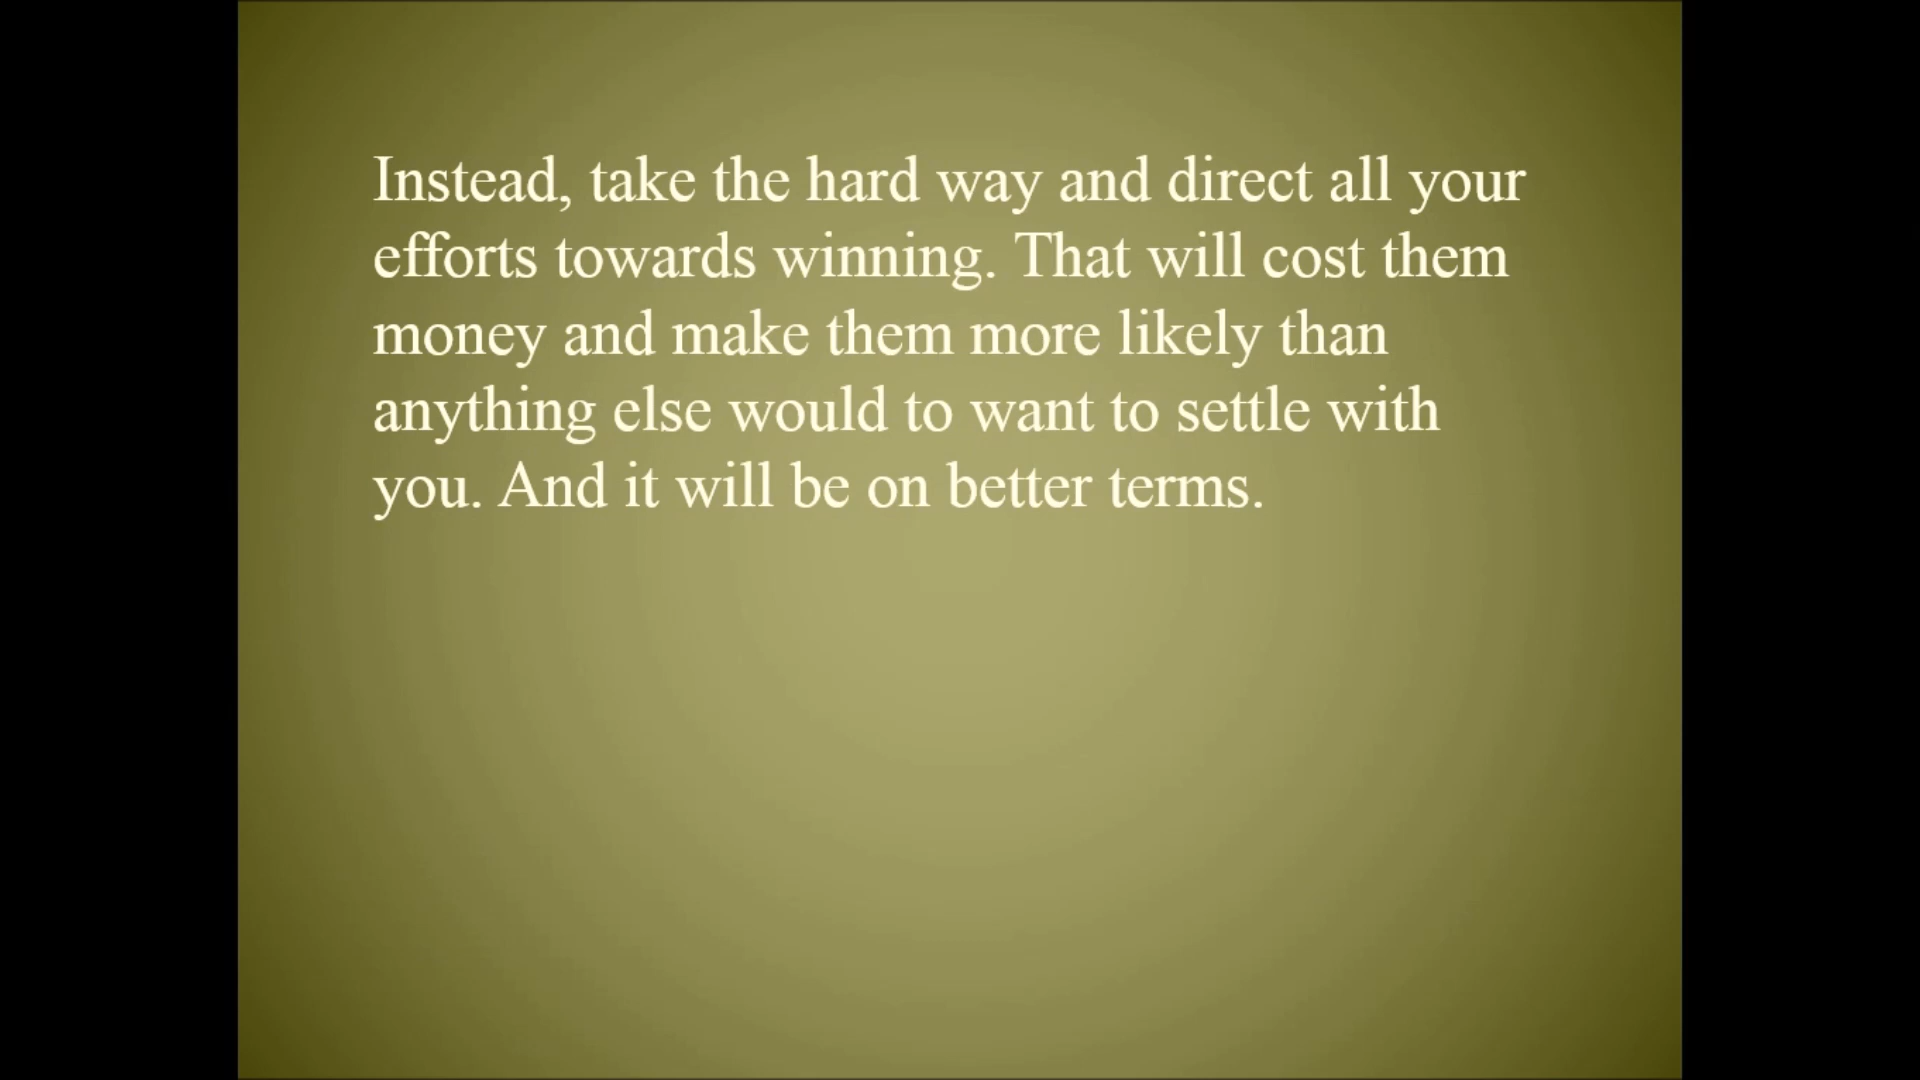 Instead, take the hard way and direct all your
efforts towards winning. That will cost them
money and make them more likely than
anything else would to want to settle with
you. And it will be on better terms.